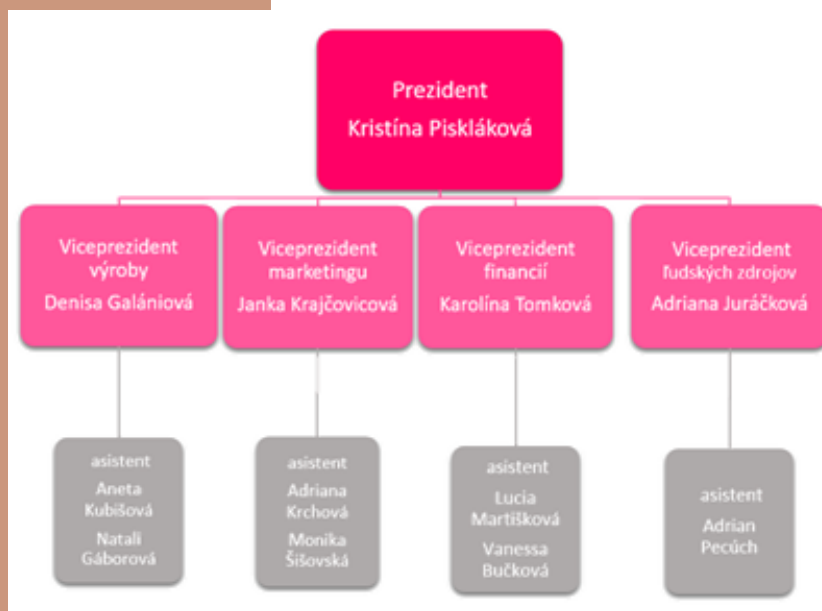 Prezident
Kristína Piskláková
Viceprezident
výroby
Denisa Galániová
Viceprezident
marketingu
Janka Krajčovicová
Viceprezident
financií
Karolína Tomková
Viceprezident
ľudských zdrojov
Adriana Juráčková
asistent
Aneta
Kubišová
Natali
Gáborová
asistent
Adriana
Krchová
Monika
Šišovská
asistent
Lucia
Martišková
Vanessa
Bučková
asistent
Adrian
Pecúch